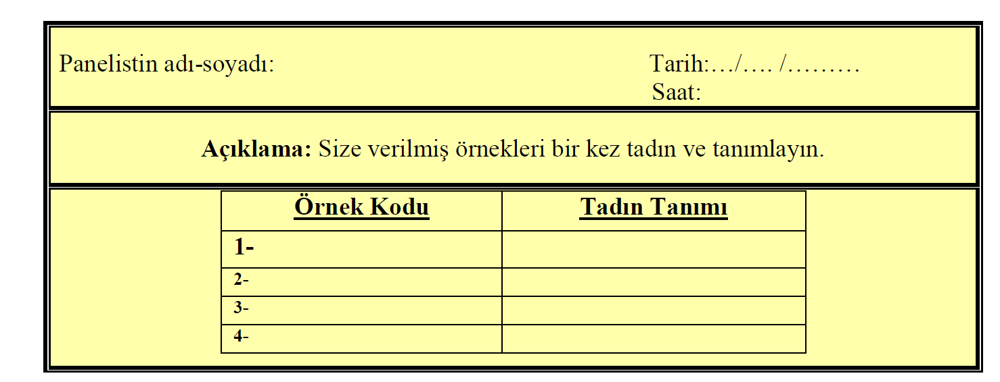 Panelistin adı-soyadı: Tarih:…/…. /………
Saat:
Açıklama: Size verilmiş örnekleri bir kez tadın ve tanımlayın.
Örnek Kodu Tadın Tanımı
1-
2-
3-
4-